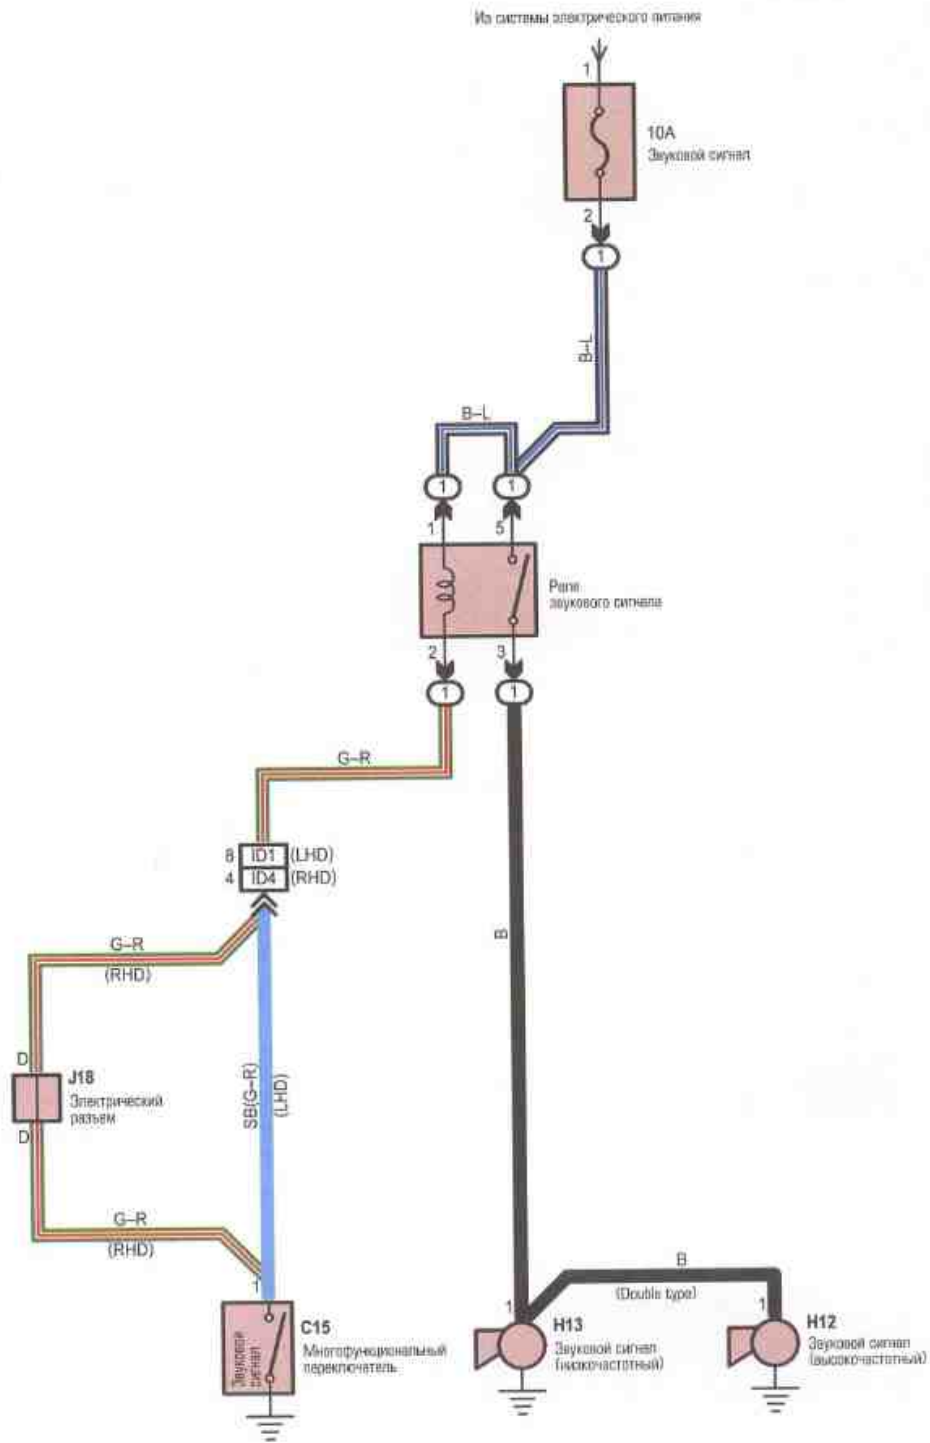 Из системы электрического питания
1
10A
Звуковой сигнал
2
1
B–L
B–L
1
1
1
5
Реле
звукового сигнала
2
3
1
1
G–R
8
ID1
(LHD)
4
ID4
(RHD)
B
G–R
(RHD)
D
J18
Электрический
разъем
D
SB(G–R)
(LHD)
G–R
(RHD)
1
Звуковой
сигнал
C15
Многофункциональный
переключатель
1
H13
Звуковой сигнал
(низкочастотный)
B
(Double type)
1
H12
Звуковой сигнал
(высокочастотный)